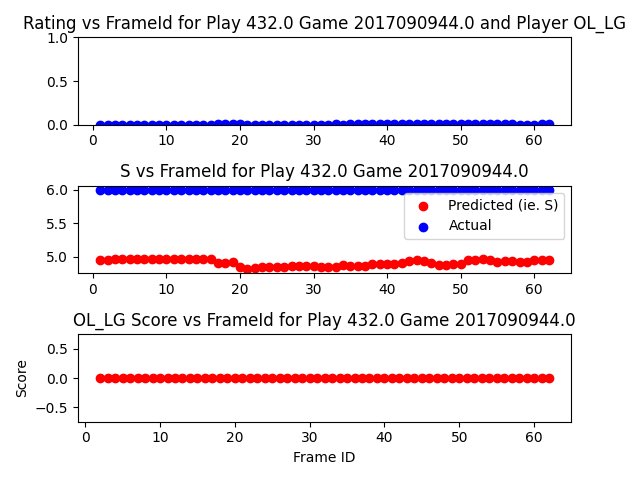 Rating vs FrameId for Play 432.0 Game 2017090944.0 and Player OL_LG
1.0
0.5
0.0
0 10 20 30 40 50 60
S vs FrameId for Play 432.0 Game 2017090944.0
6.0
5.5
5.0
Predicted (ie. S)
Actual
0 10 20 30 40 50 60
OL_LG Score vs FrameId for Play 432.0 Game 2017090944.0
Score
0.5
0.0
−0.5
0 10 20 30 40 50 60
Frame ID